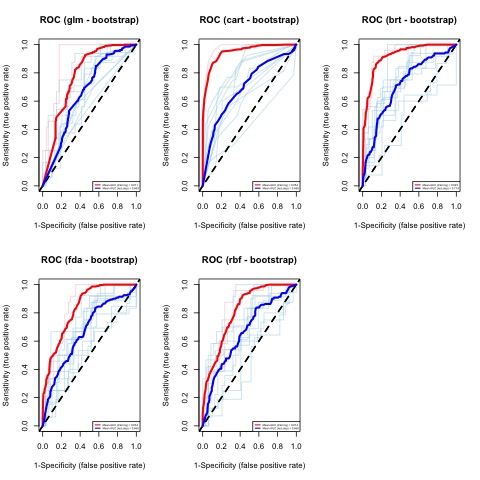 ROC (glm - bootstrap)
Sensitivity (true positive rate)
0.0 0.2 0.4 0.6 0.8 1.0
0.0 0.2 0.4 0.6 0.8 1.0
1-Specificity (false positive rate)
ROC (cart - bootstrap)
Sensitivity (true positive rate)
0.0 0.2 0.4 0.6 0.8 1.0
0.0 0.2 0.4 0.6 0.8 1.0
1-Specificity (false positive rate)
ROC (brt - bootstrap)
Sensitivity (true positive rate)
0.0 0.2 0.4 0.6 0.8 1.0
0.0 0.2 0.4 0.6 0.8 1.0
1-Specificity (false positive rate)
ROC (fda - bootstrap)
Sensitivity (true positive rate)
0.0 0.2 0.4 0.6 0.8 1.0
0.0 0.2 0.4 0.6 0.8 1.0
1-Specificity (false positive rate)
ROC (rbf - bootstrap)
Sensitivity (true positive rate)
0.0 0.2 0.4 0.6 0.8 1.0
0.0 0.2 0.4 0.6 0.8 1.0
1-Specificity (false positive rate)